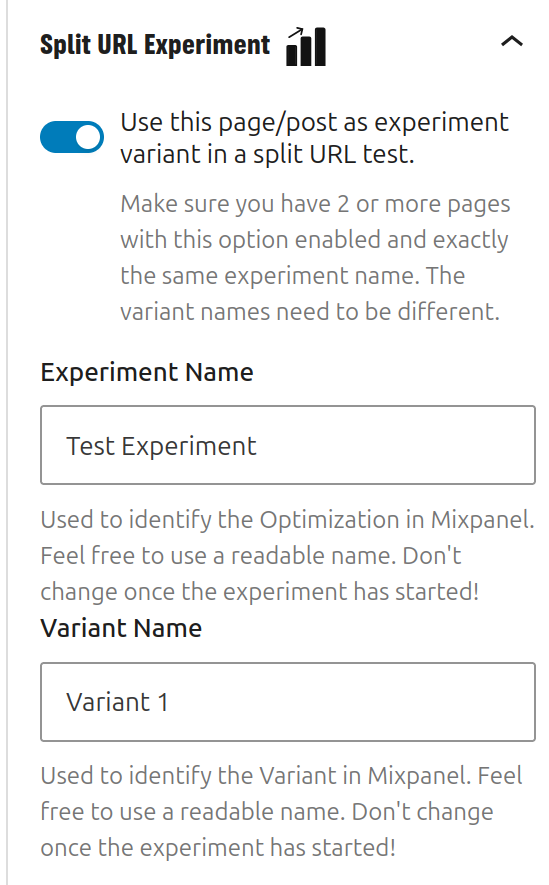 Split URL Experiment
Use this page/post as experiment
variant in a split URL test.
Make sure you have 2 or more pages
with this option enabled and exactly
the same experiment name. The
variant names need to be different.
Experiment Name
Test Experiment
Used to identify the Optimization in Mixpanel.
Feel free to use a readable name. Don't
change once the experiment has started!
Variant Name
Variant 1
Used to identify the Variant in Mixpanel. Feel
free to use a readable name. Don't change
once the experiment has started!